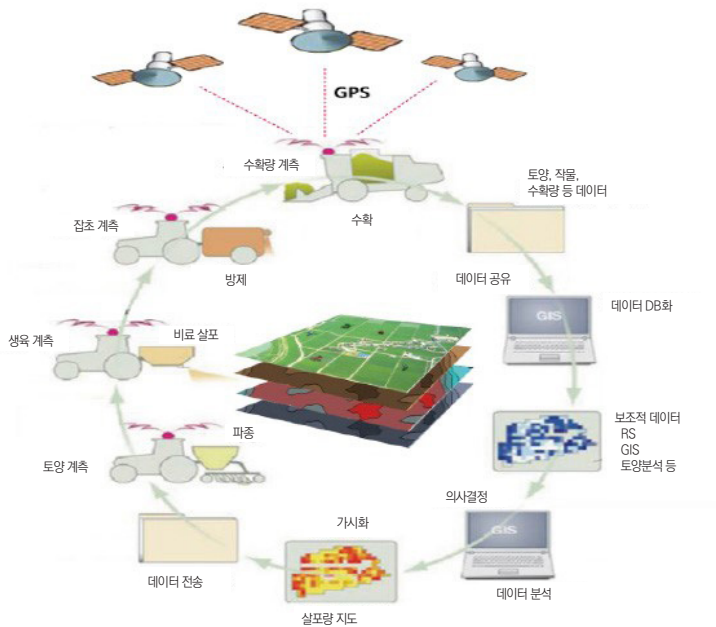 GPS
수확량 계측
수확
토양, 작물,
수확량 등 데이터
잡초 계측
방제
데이터 공유
데이터 DB화
GIS
생육 계측
비료 살포
보조적 데이터
RS
GIS
토양분석 등
파종
토양 계측
의사결정
GIS
가시화
데이터 전송
데이터 분석
살포량 지도